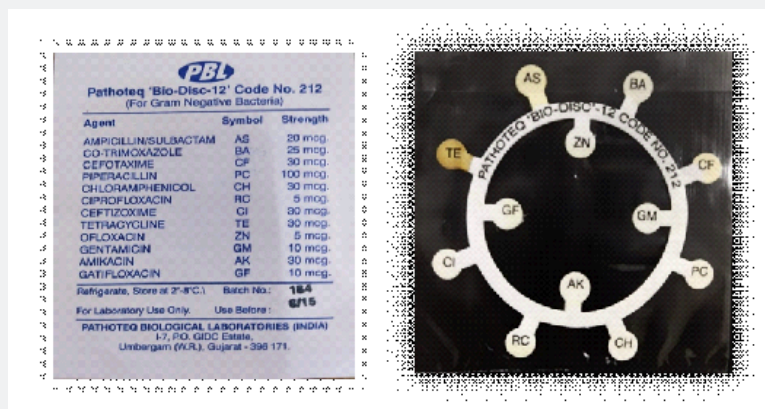 PBL
Pathoteq 'Bio-Disc-12' Code No. 212
(For Gram Negative Bacteria)
Agent Symbol Strength
AMPICILLIN/SULBACTAM AS 20 mcg.
CO-TRIMOXAZOLE BA 25 mcg.
CEFOTAXIME CF 30 mcg.
PIPERACILLIN PC 100 mcg.
CHLORAMPHENICOL CH 30 mcg.
CIPROFLOXACIN RC 5 mcg.
CEFTIZOXIME CI 30 mcg.
TETRACYCLINE TE 30 mcg.
OFLOXACIN ZN 5 mcg.
GENTAMICIN GM 10 mcg.
AMIKACIN AK 30 mcg.
GATIFLOXACIN GF 10 mcg.
Refrigerate, Store at 2°-8°C.) Batch No.: 184
For Laboratory Use Only. Use Before: 6/15
PATHOTEQ BIOLOGICAL LABORATORIES (INDIA)
I-7, P.O. GIDC Estate,
Umbergam (W.R.), Gujarat - 396 171.
AS
BA
PATHOTEQ 'BIO-DISC'-12 CODE NO. 212
ZN
TE
CF
GF
GM
CI
PC
AK
RC
CH